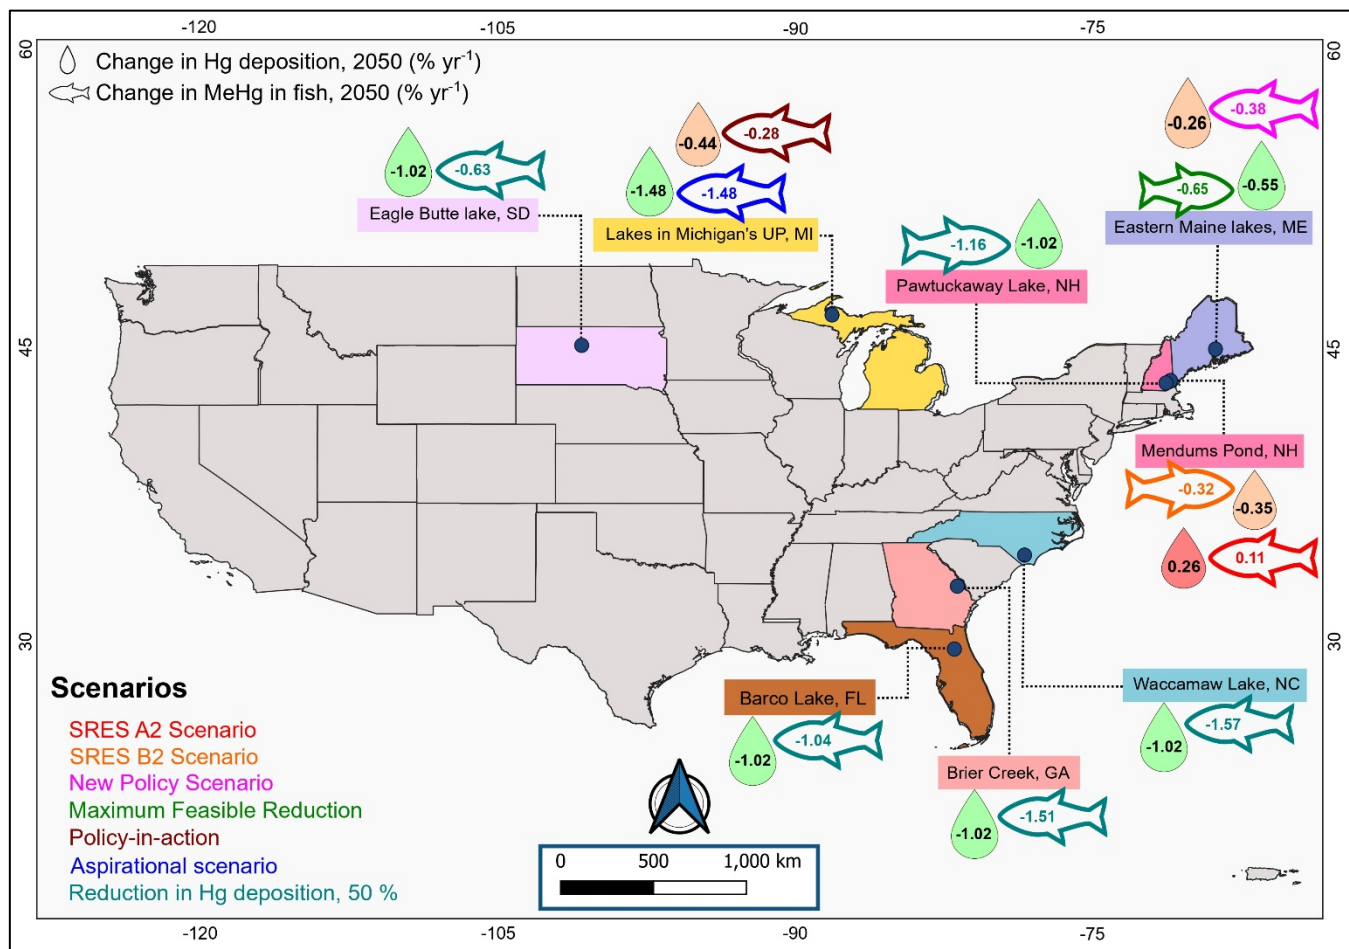 -120 -105 -90 -75
60 60
Change in Hg deposition, 2050 (% yr-1)
Change in MeHg in fish, 2050 (% yr-1)
-0.26 -0.38
-0.44 -0.28
-1.02 -0.63
-1.48 -1.48
-0.65 -0.55
Eagle Butte lake, SD
Lakes in Michigan's UP, MI
Eastern Maine lakes, ME
-1.16 -1.02
Pawtuckaway Lake, NH
45 45
Mendums Pond, NH
-0.32 -0.35
0.26 0.11
30 30
Waccamaw Lake, NC
-1.02 -1.57
Barco Lake, FL
-1.02 -1.04
Brier Creek, GA
-1.02 -1.51
Scenarios
SRES A2 Scenario
SRES B2 Scenario
New Policy Scenario
Maximum Feasible Reduction
Policy-in-action
Aspirational scenario
Reduction in Hg deposition, 50 %
0 500 1,000 km
-120 -105 -90 -75